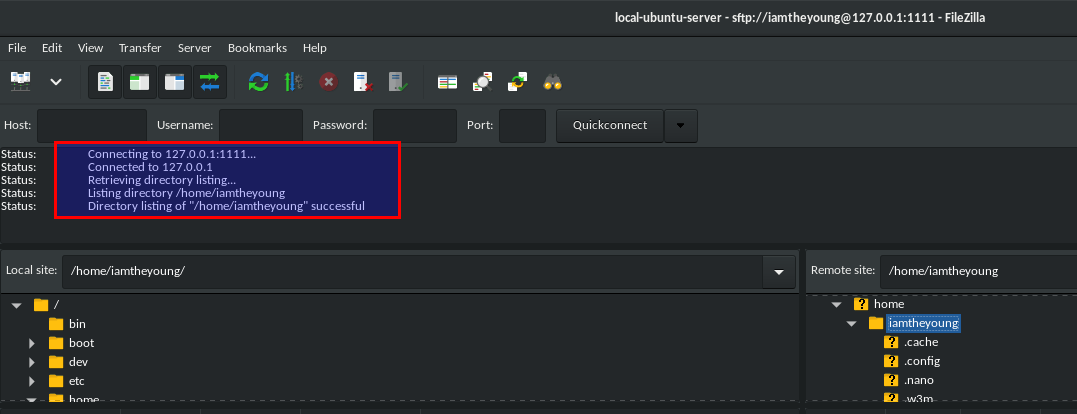 local-ubuntu-server - sftp://iamtheyoung@127.0.0.1:1111 - FileZilla
File Edit View Transfer Server Bookmarks Help
Host: Username: Password: Port: Quickconnect
Status: Connecting to 127.0.0.1:1111...
Status: Connected to 127.0.0.1
Status: Retrieving directory listing...
Status: Listing directory /home/iamtheyoung
Status: Directory listing of "/home/iamtheyoung" successful
Local site: /home/iamtheyoung/
/
bin
boot
dev
etc
home
Remote site: /home/iamtheyoung
home
iamtheyoung
.cache
.config
.nano
.w3m